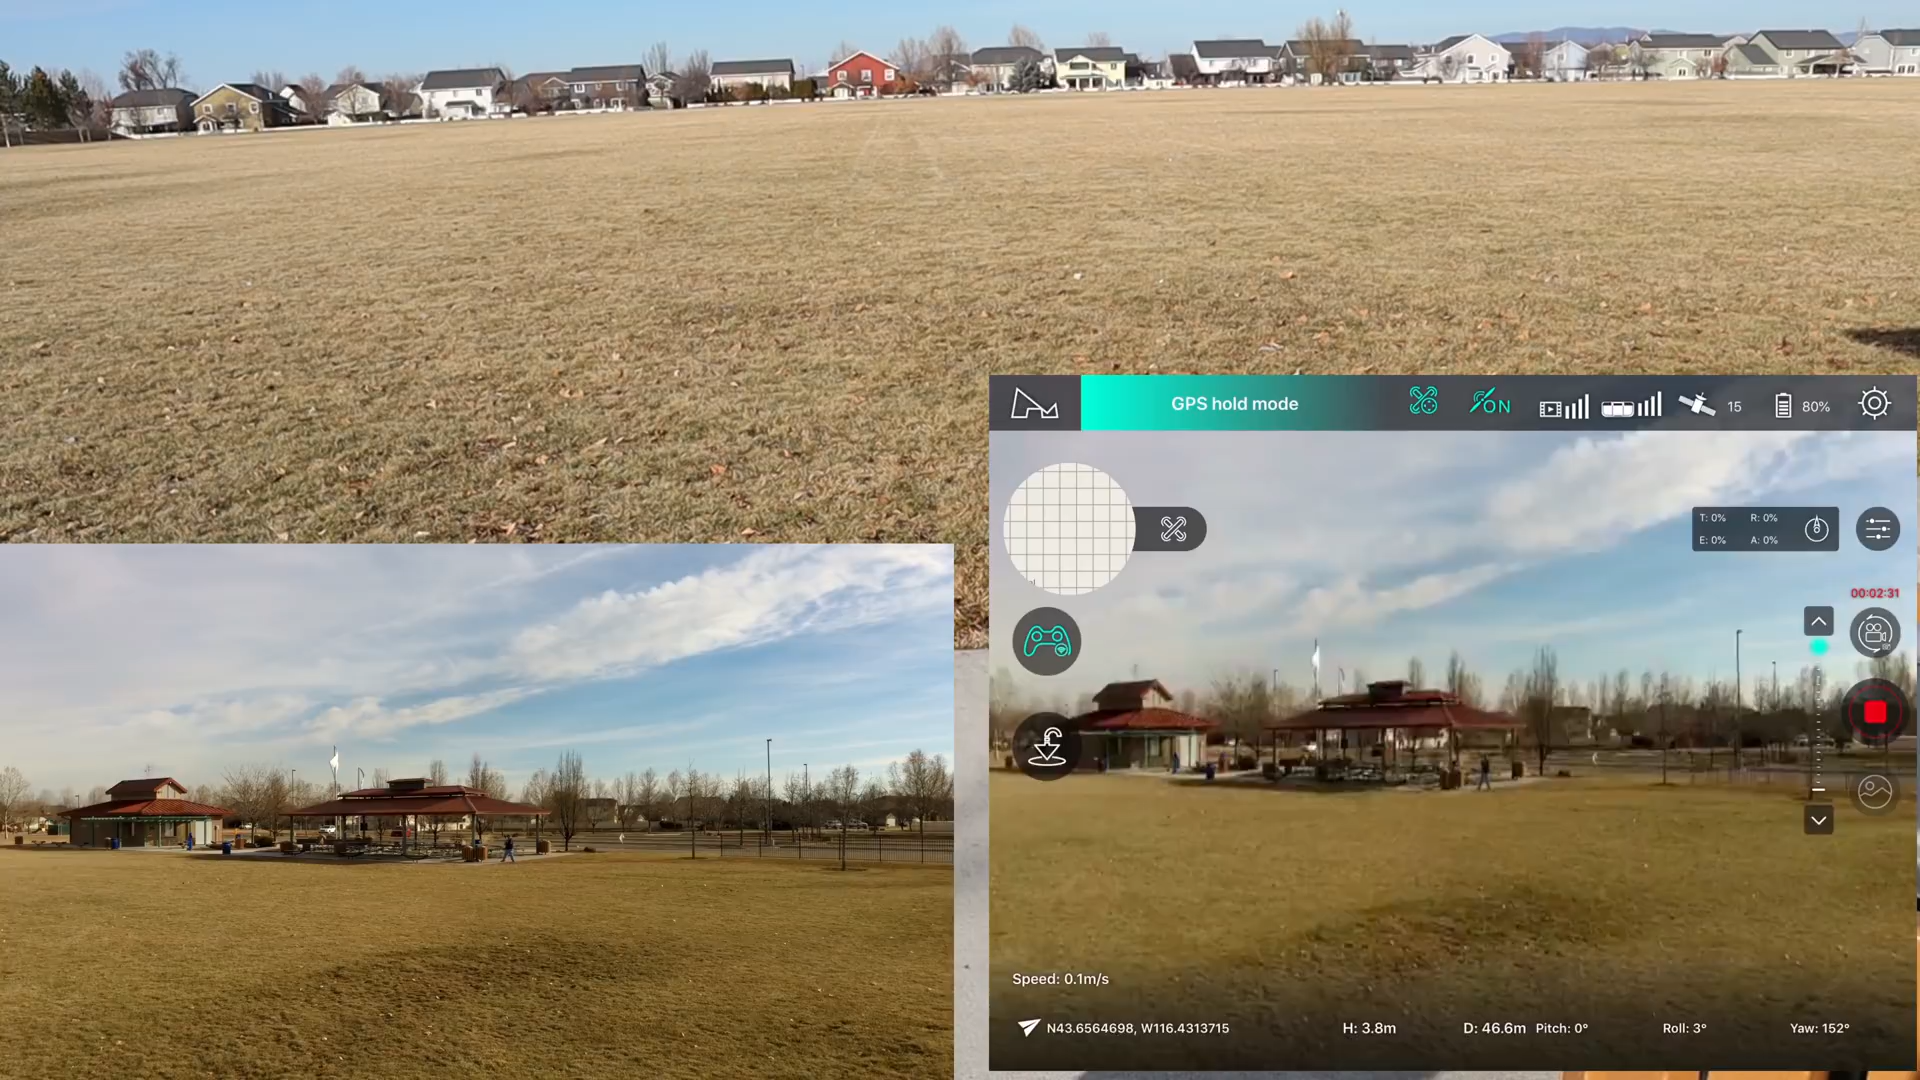 GPS hold mode
ON
15
80%
T: 0% R: 0%
E: 0% A: 0%
00:02:31
Speed: 0.1m/s
N43.6564698, W116.4313715 H: 3.8m D: 46.6m Pitch: 0° Roll: 3° Yaw: 152°